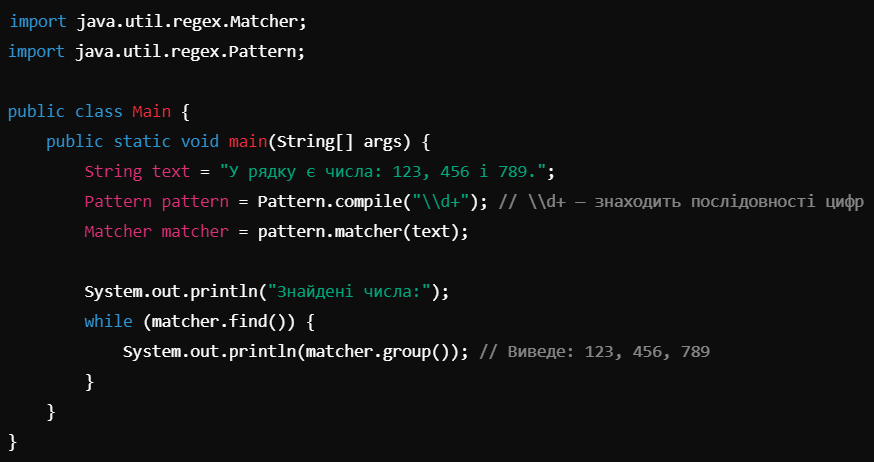 import java.util.regex.Matcher;
import java.util.regex.Pattern;

public class Main {
    public static void main(String[] args) {
        String text = "У рядку є числа: 123, 456 і 789.";
        Pattern pattern = Pattern.compile("\\d+"); // \\d+ — знаходить послідовності цифр
        Matcher matcher = pattern.matcher(text);

        System.out.println("Знайдені числа:");
        while (matcher.find()) {
            System.out.println(matcher.group()); // Виведе: 123, 456, 789
        }
    }
}